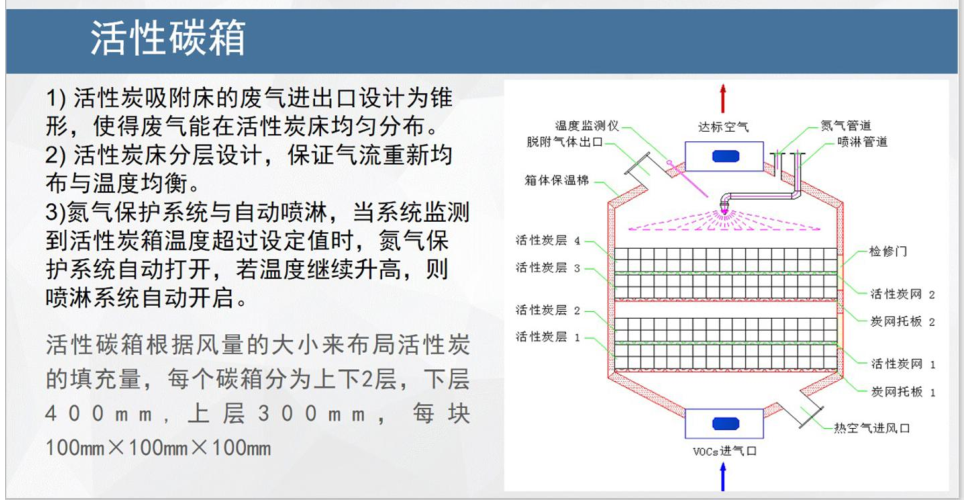 活性碳箱
1) 活性炭吸附床的废气进出口设计为锥
形，使得废气能在活性炭床均匀分布。
2) 活性炭床分层设计，保证气流重新均
布与温度均衡。
3)氮气保护系统与自动喷淋，当系统监测
到活性炭箱温度超过设定值时，氮气保
护系统自动打开，若温度继续升高，则
喷淋系统自动开启。
活性碳箱根据风量的大小来布局活性炭
的填充量，每个碳箱分为上下2层，下层
400mm,上层300mm，每块
100mm×100mm×100mm
温度监测仪
达标空气
氮气管道
脱附气体出口
喷淋管道
箱体保温棉
活性炭层 4
检修门
活性炭层 3
活性炭网 2
活性炭层 2
炭网托板 2
活性炭层 1
活性炭网 1
炭网托板 1
热空气进风口
VOCs进气口